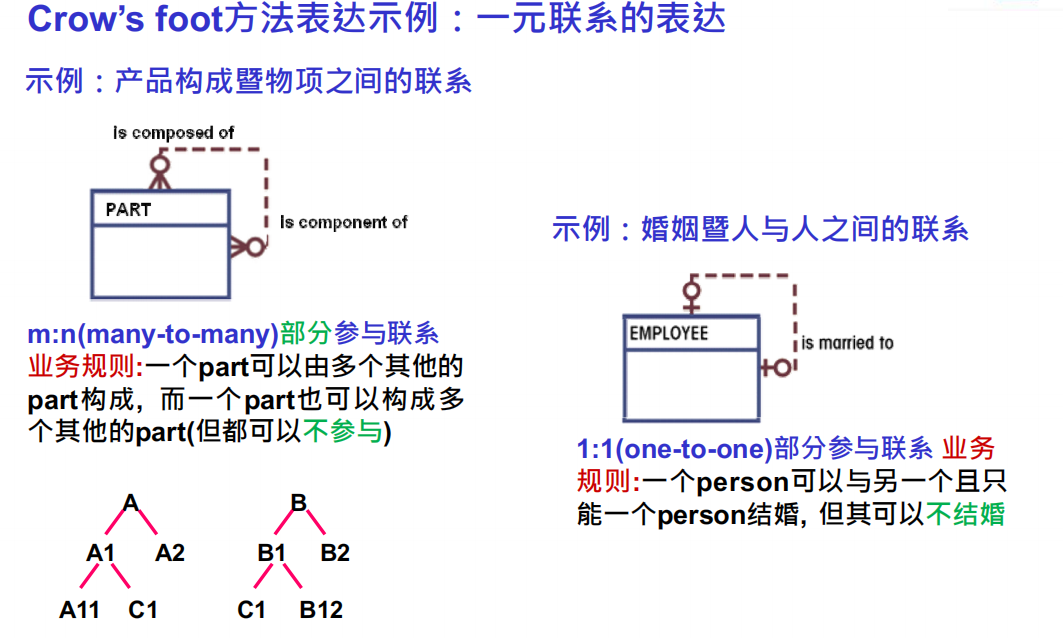 Crow’s foot方法表达示例：一元联系的表达
示例：产品构成暨物项之间的联系
is composed of
PART
is component of
m:n(many-to-many)部分参与联系
业务规则:一个part可以由多个其他的
part构成, 而一个part也可以构成多
个其他的part(但都可以不参与)
A
B
A1
A2
B1
B2
A11
C1
C1
B12
示例：婚姻暨人与人之间的联系
EMPLOYEE
is married to
1:1(one-to-one)部分参与联系 业务
规则:一个person可以与另一个且只
能一个person结婚, 但其可以不结婚